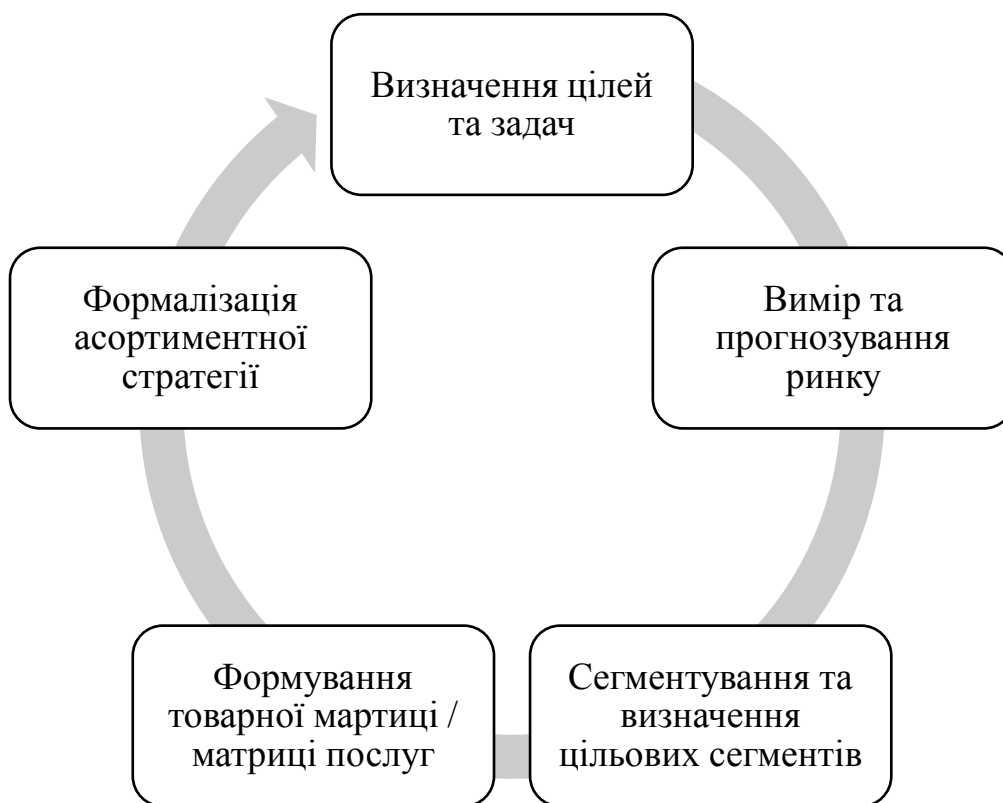 Визначення цілей
та задач
Вимір та
прогнозування
ринку
Сегментування та
визначення
цільових сегментів
Формування
товарної мартиці /
матриці послуг
Формалізація
асортиментної
стратегії